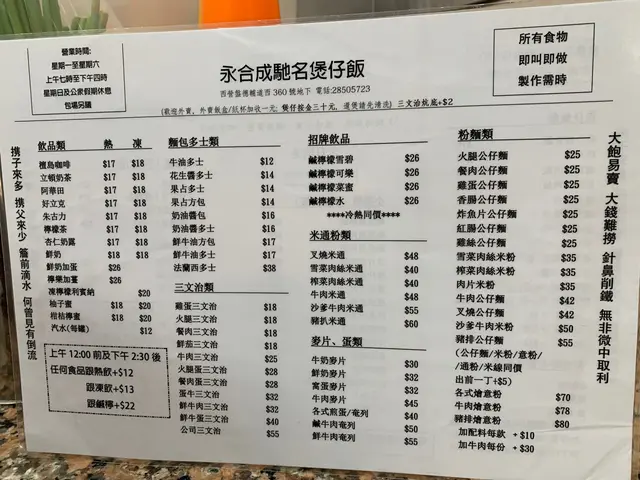 營業時間:
星期一至星期六
上午七時至下午四時
星期日及公衆假期休息
包場另議
永合成馳名煲仔飯
西營盤德輔道西360號地下 電話:28505723
(歡迎外賣，外賣飯盒/紙杯加收一元; 煲仔按金三十元，還煲請先清洗) 三文治炕底+$2
所有食物
即叫即做
製作需時
攜子來多 攜父來少 簷前滴水 何曾見有倒流
飲品類 熱 凍
檀島咖啡 $17 $18
立頓奶茶 $17 $18
阿華田 $17 $18
好立克 $17 $18
朱古力 $17 $18
檸檬茶 $17 $18
杏仁奶露 $17 $18
鮮奶 $18 $18
鮮奶加蛋 $26
檸樂加薑 $26
凍檸檬利賓納 $20
柚子蜜 $18 $20
柑桔檸蜜 $18 $20
汽水(每罐) $12
上午 12:00 前及下午 2:30 後
任何食品跟熱飲+$12
跟凍飲+$13
跟鹹檸+$22
麵包多士類
牛油多士 $12
花生醬多士 $14
果占多士 $14
果占方包 $14
奶油醬包 $16
奶油醬多士 $16
鮮牛油方包 $17
鮮牛油多士 $17
法蘭西多士 $38
三文治類
雞蛋三文治 $18
火腿三文治 $18
餐肉三文治 $18
鮮茄三文治 $18
牛肉三文治 $25
火腿蛋三文治 $28
餐肉蛋三文治 $28
蛋牛三文治 $32
鮮牛肉三文治 $32
鮮牛蛋三文治 $40
公司三文治 $55
招牌飲品
鹹檸檬雪碧 $26
鹹檸檬可樂 $26
鹹檸檬菜蜜 $26
鹹檸檬水 $26
****冷熱同價****
米通粉類
叉燒米通 $48
雪菜肉絲米通 $40
榨菜肉絲米通 $40
牛肉米通 $48
沙爹牛肉米通 $55
豬扒米通 $60
麥片、蛋類
牛奶麥片 $30
鮮奶麥片 $32
窩蛋麥片 $32
牛肉麥片 $45
各式煎蛋/奄列 $40
鹹牛肉奄列 $50
鮮牛肉奄列 $55
粉麵類
火腿公仔麵 $25
餐肉公仔麵 $25
雞蛋公仔麵 $25
香腸公仔麵 $25
炸魚片公仔麵 $25
紅腸公仔麵 $25
雞絲公仔麵 $25
雪菜肉絲米粉 $35
榨菜肉絲米粉 $35
肉片米粉 $35
牛肉公仔麵 $42
叉燒公仔麵 $42
沙爹牛肉米粉 $50
豬排公仔麵 $55
(公仔麵/米粉/意粉/
/通粉/米線同價
出前一丁+$5)
各式燴意粉 $70
牛肉燴意粉 $78
豬排燴意粉 $80
加配料每款 +$10
加牛肉每份 +$30
大飽易賣 大錢難撈 針鼻削鐵 無非微中取利